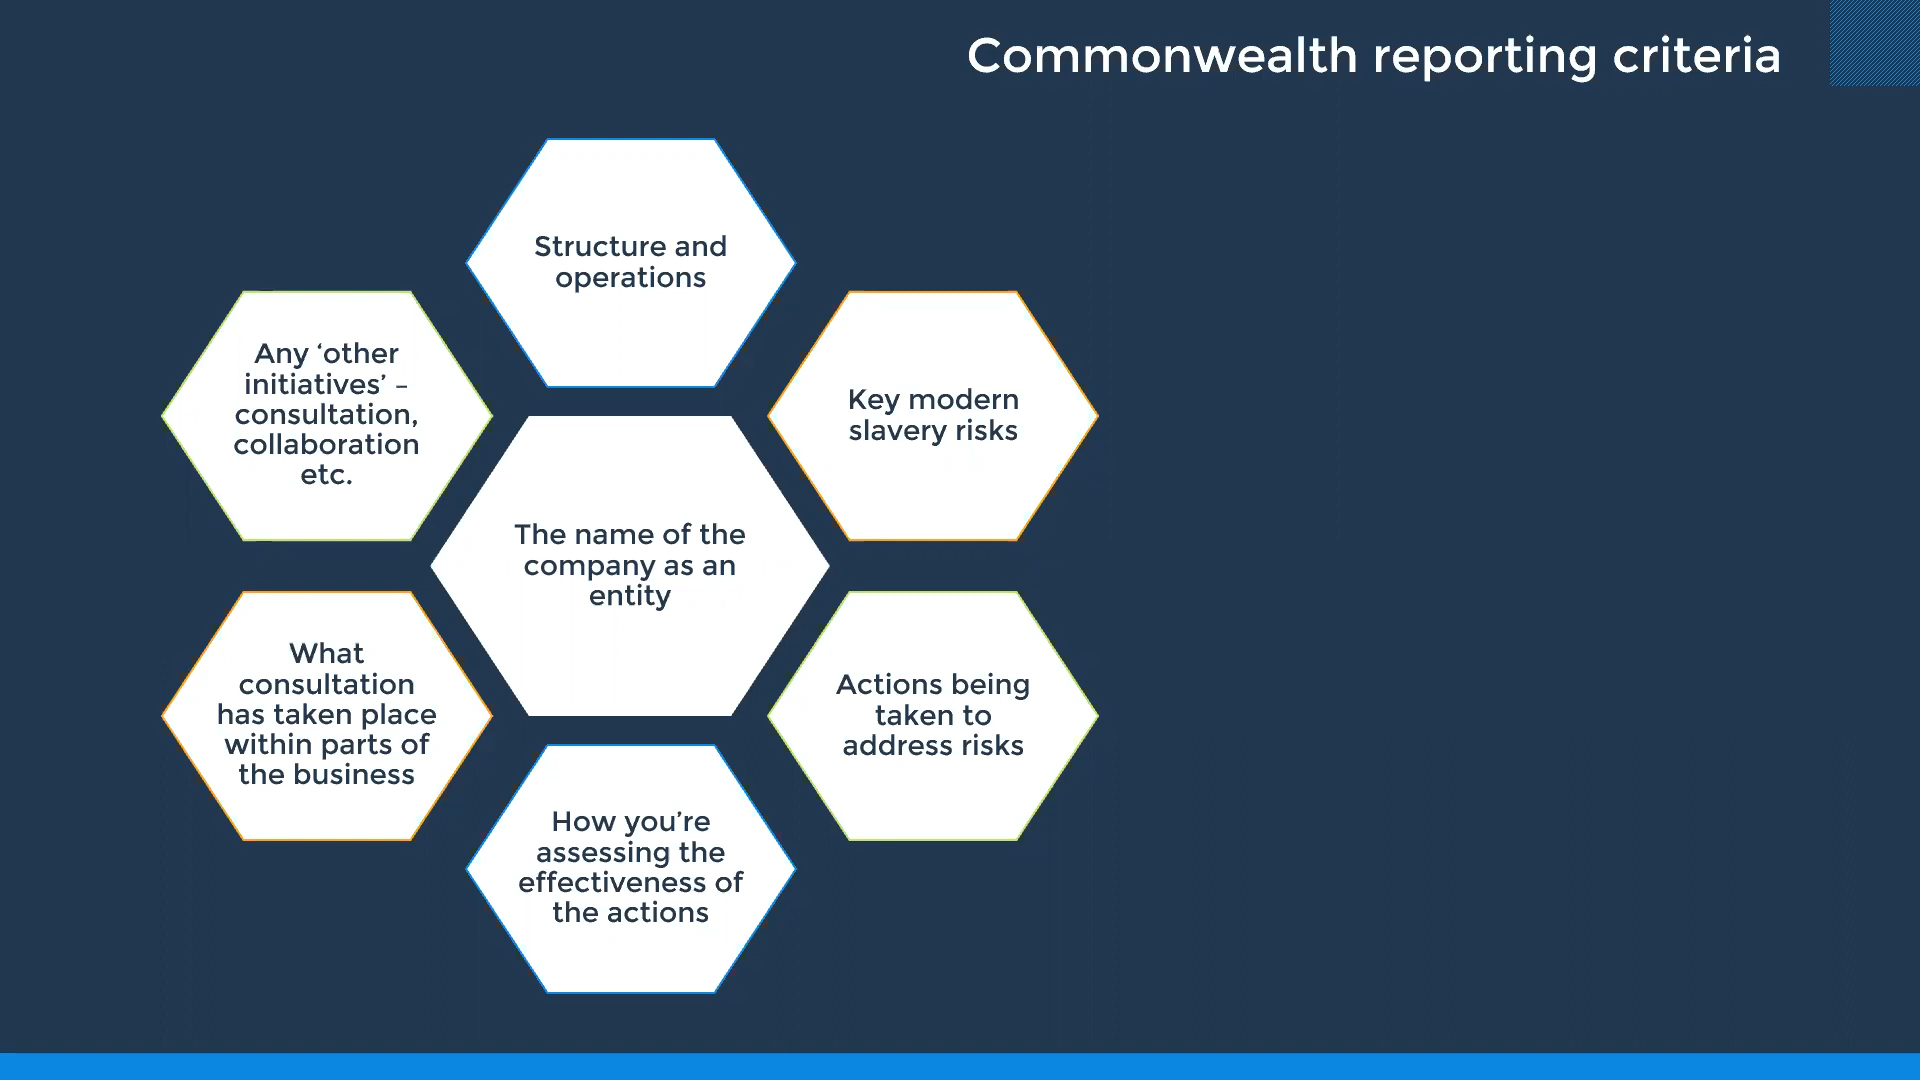 Commonwealth reporting criteria
Structure and
operations
Key modern
slavery risks
Actions being
taken to
address risks
How you’re
assessing the
effectiveness of
the actions
What
consultation
has taken place
within parts of
the business
Any ‘other
initiatives’ –
consultation,
collaboration
etc.
The name of the
company as an
entity